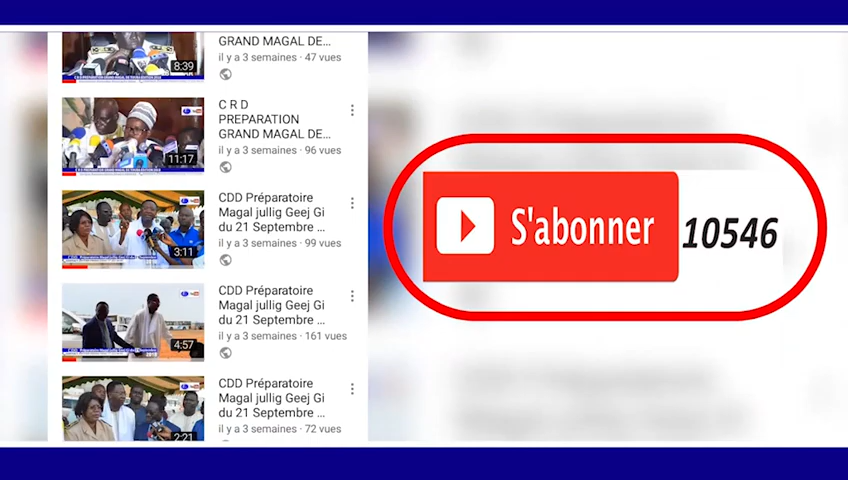 GRAND MAGAL DE...
il y a 3 semaines · 47 vues
8:39
C R D
PREPARATION
GRAND MAGAL DE...
il y a 3 semaines · 96 vues
11:17
CDD Préparatoire
Magal jullig Geej Gi
du 21 Septembre ...
il y a 3 semaines · 99 vues
3:11
CDD Préparatoire
Magal jullig Geej Gi
du 21 Septembre ...
il y a 3 semaines · 161 vues
4:57
CDD Préparatoire
Magal jullig Geej Gi
du 21 Septembre ...
il y a 3 semaines · 72 vues
2:21
S'abonner 10546